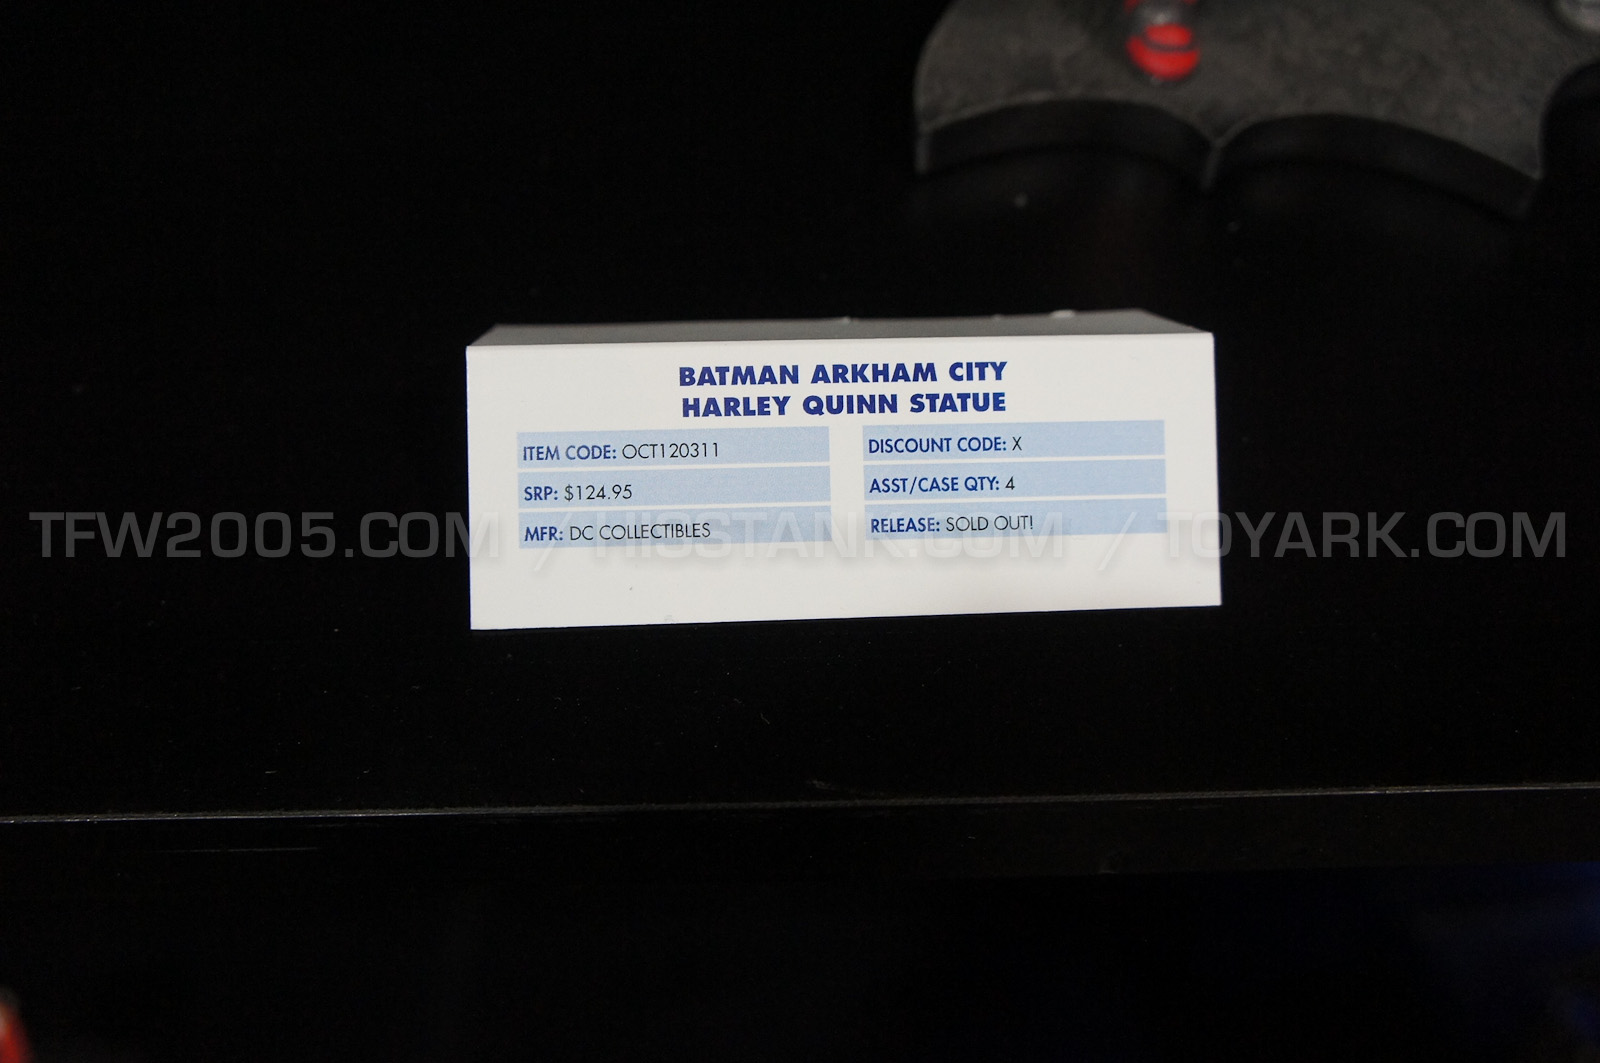 BATMAN ARKHAM CITY
HARLEY QUINN STATUE
ITEM CODE: OCT120311
SRP: $124.95
MFR: DC COLLECTIBLES
DISCOUNT CODE: X
ASST/CASE QTY: 4
RELEASE: SOLD OUT!
TFW2005.COM / HISSTANK.COM / TOYARK.COM